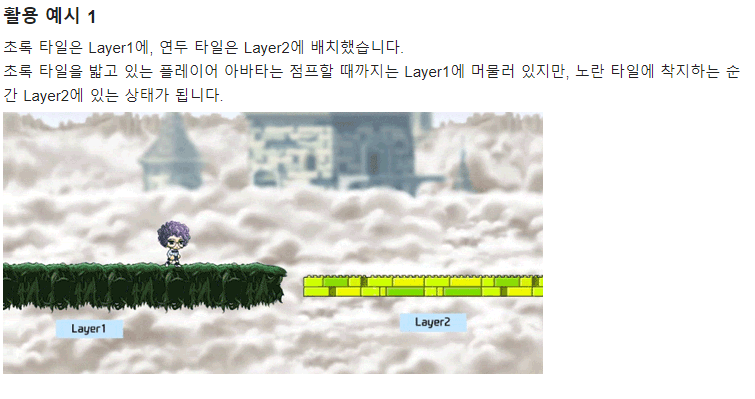 활용 예시 1
초록 타일은 Layer1에, 연두 타일은 Layer2에 배치했습니다.
초록 타일을 밟고 있는 플레이어 아바타는 점프할 때까지는 Layer1에 머물러 있지만, 노란 타일에 착지하는 순
간 Layer2에 있는 상태가 됩니다.
Layer1
Layer2